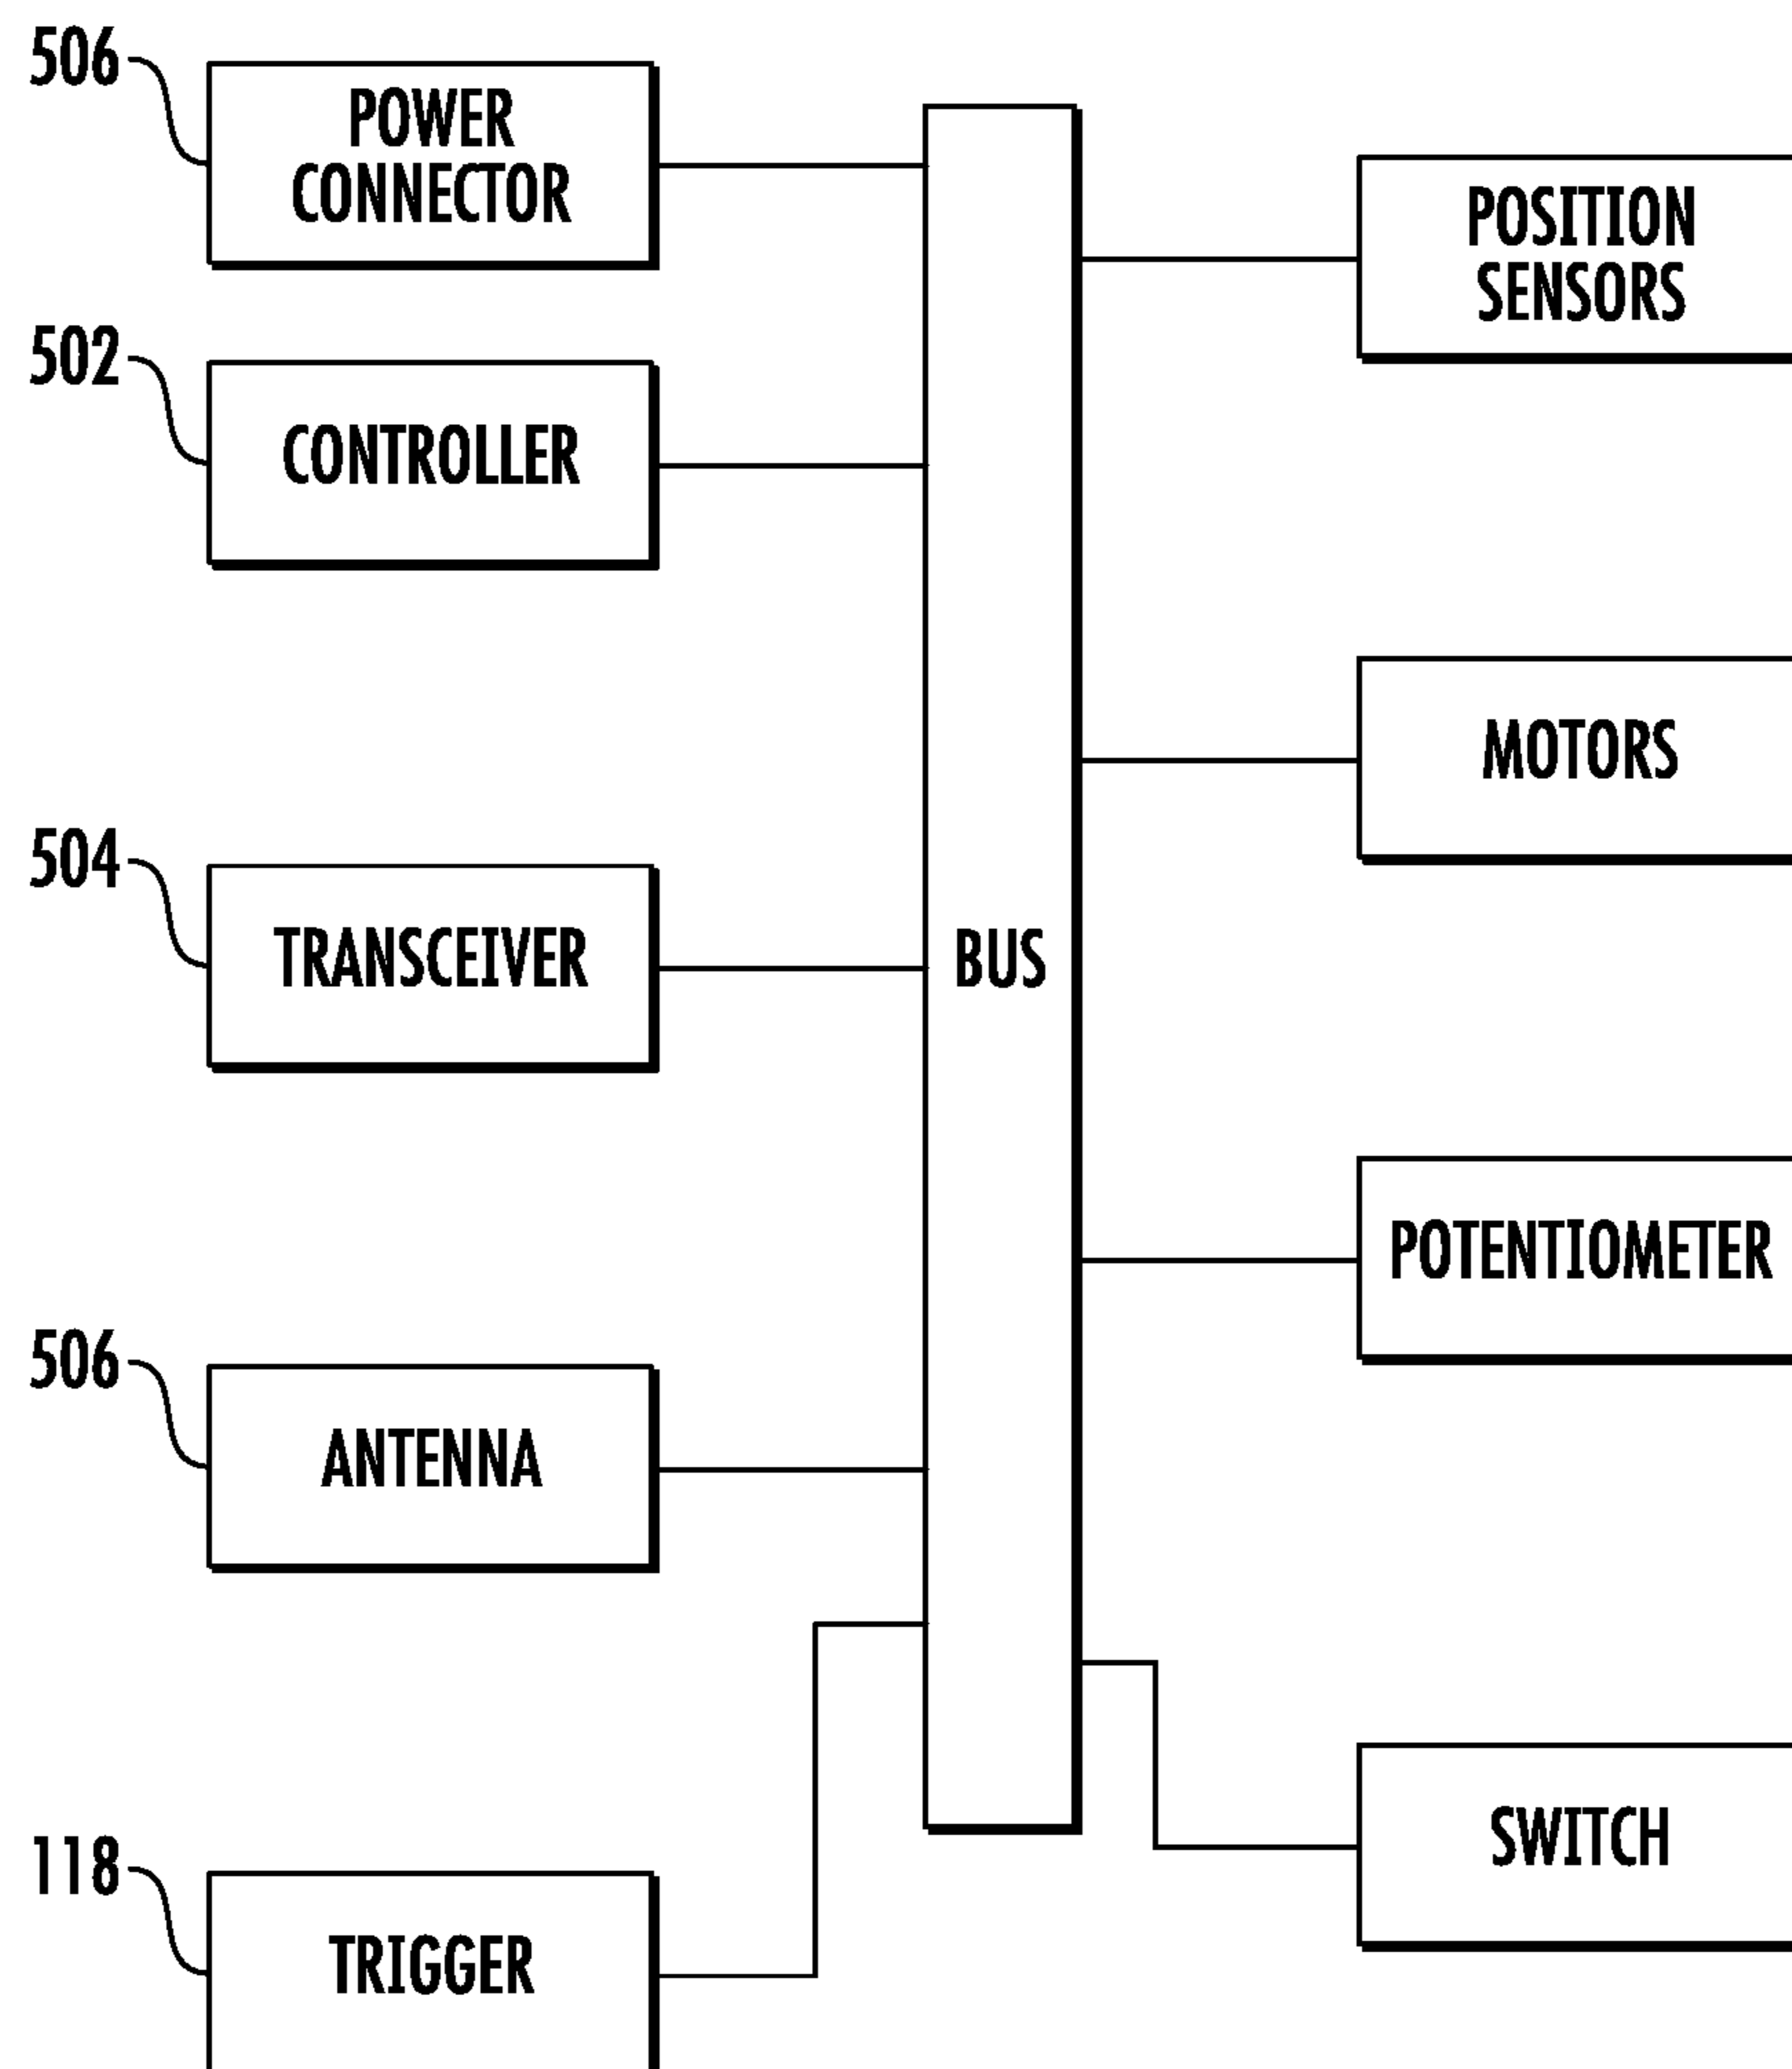 506
POWER
CONNECTOR
502
CONTROLLER
504
TRANSCEIVER
506
ANTENNA
118
TRIGGER
BUS
POSITION
SENSORS
MOTORS
POTENTIOMETER
SWITCH